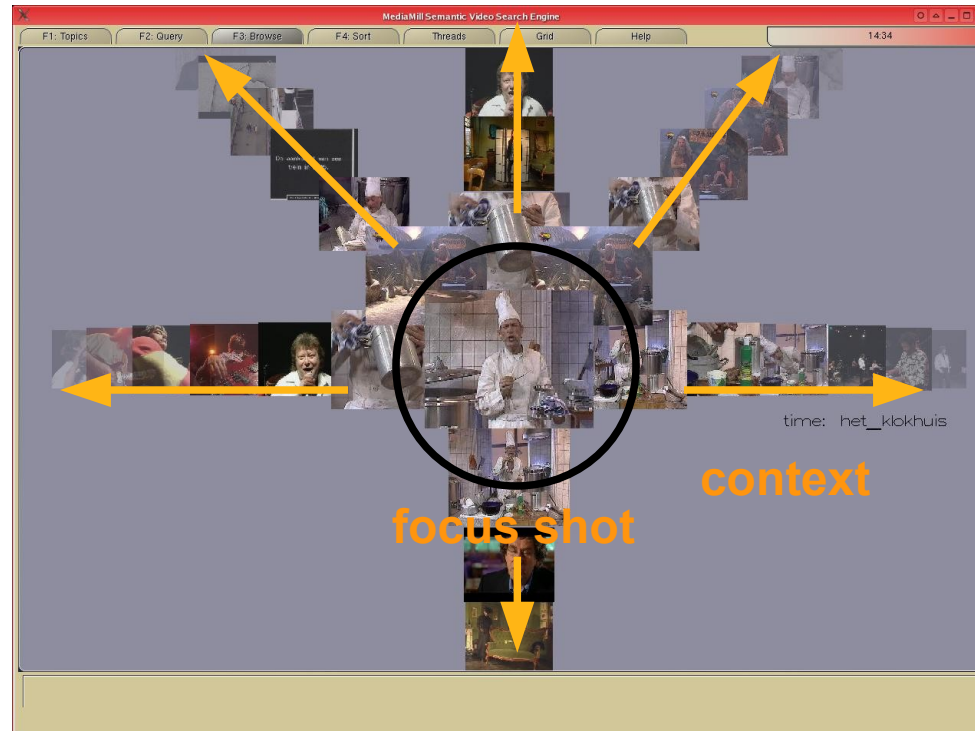 MediaMill Semantic Video Search Engine
F1: Topics
F2: Query
F3: Browse
F4: Sort
Threads
Grid
Help
14:34
time: het_klokhuis
context
focus shot